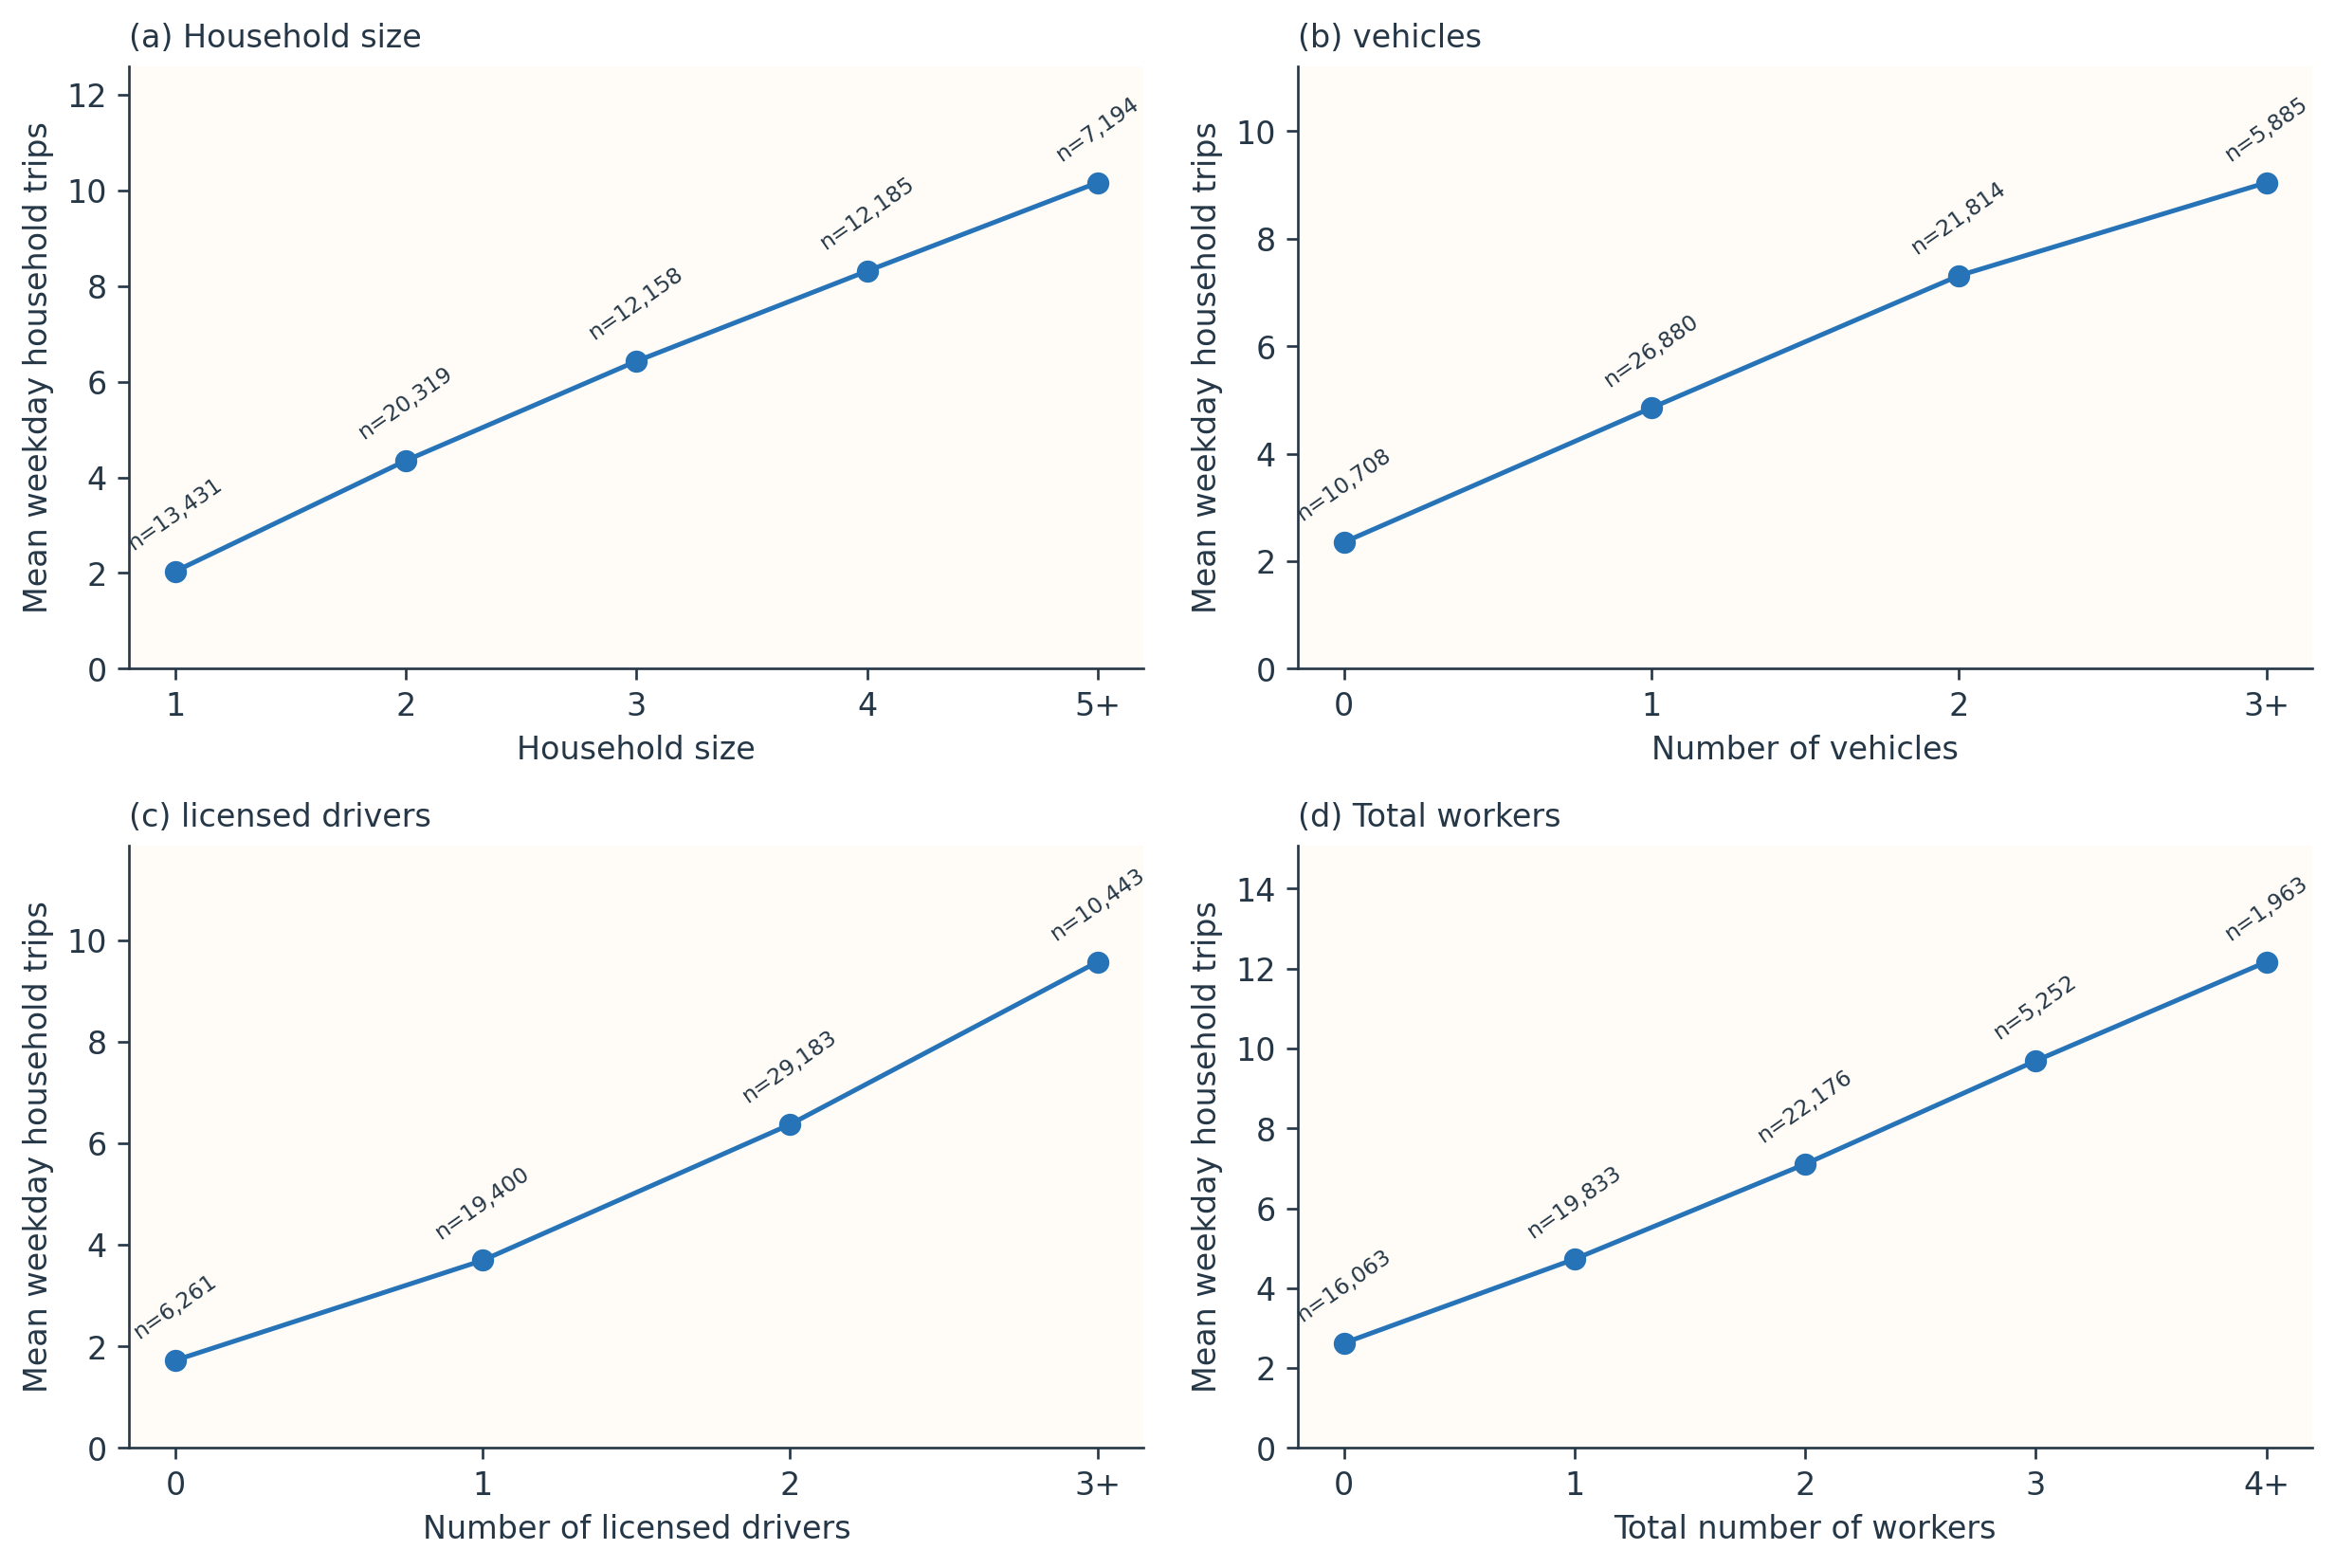 (a) Household size
Mean weekday household trips
12
10
8
6
4
2
0
n=13,431
n=20,319
n=12,158
n=12,185
n=7,194
1
2
3
4
5+
Household size
(b) vehicles
Mean weekday household trips
10
8
6
4
2
0
n=10,708
n=26,880
n=21,814
n=5,885
0
1
2
3+
Number of vehicles
(c) licensed drivers
Mean weekday household trips
10
8
6
4
2
0
n=6,261
n=19,400
n=29,183
n=10,443
0
1
2
3+
Number of licensed drivers
(d) Total workers
Mean weekday household trips
14
12
10
8
6
4
2
0
n=16,063
n=19,833
n=22,176
n=5,252
n=1,963
0
1
2
3
4+
Total number of workers